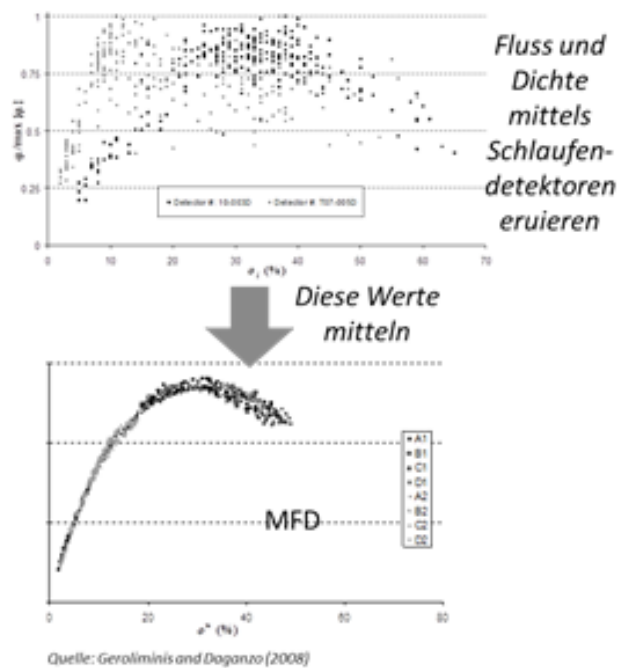 1
0.75
0.5
0.25
0
0
10
20
30
40
50
60
70
Fluss und
Dichte
mittels
Schlaufen-
detektoren
eruieren
Diese Werte
mitteln
A1
B1
C1
D1
A2
B2
C2
D2
MFD
0
20
40
60
80
Quelle: Geroliminis and Daganzo (2008)